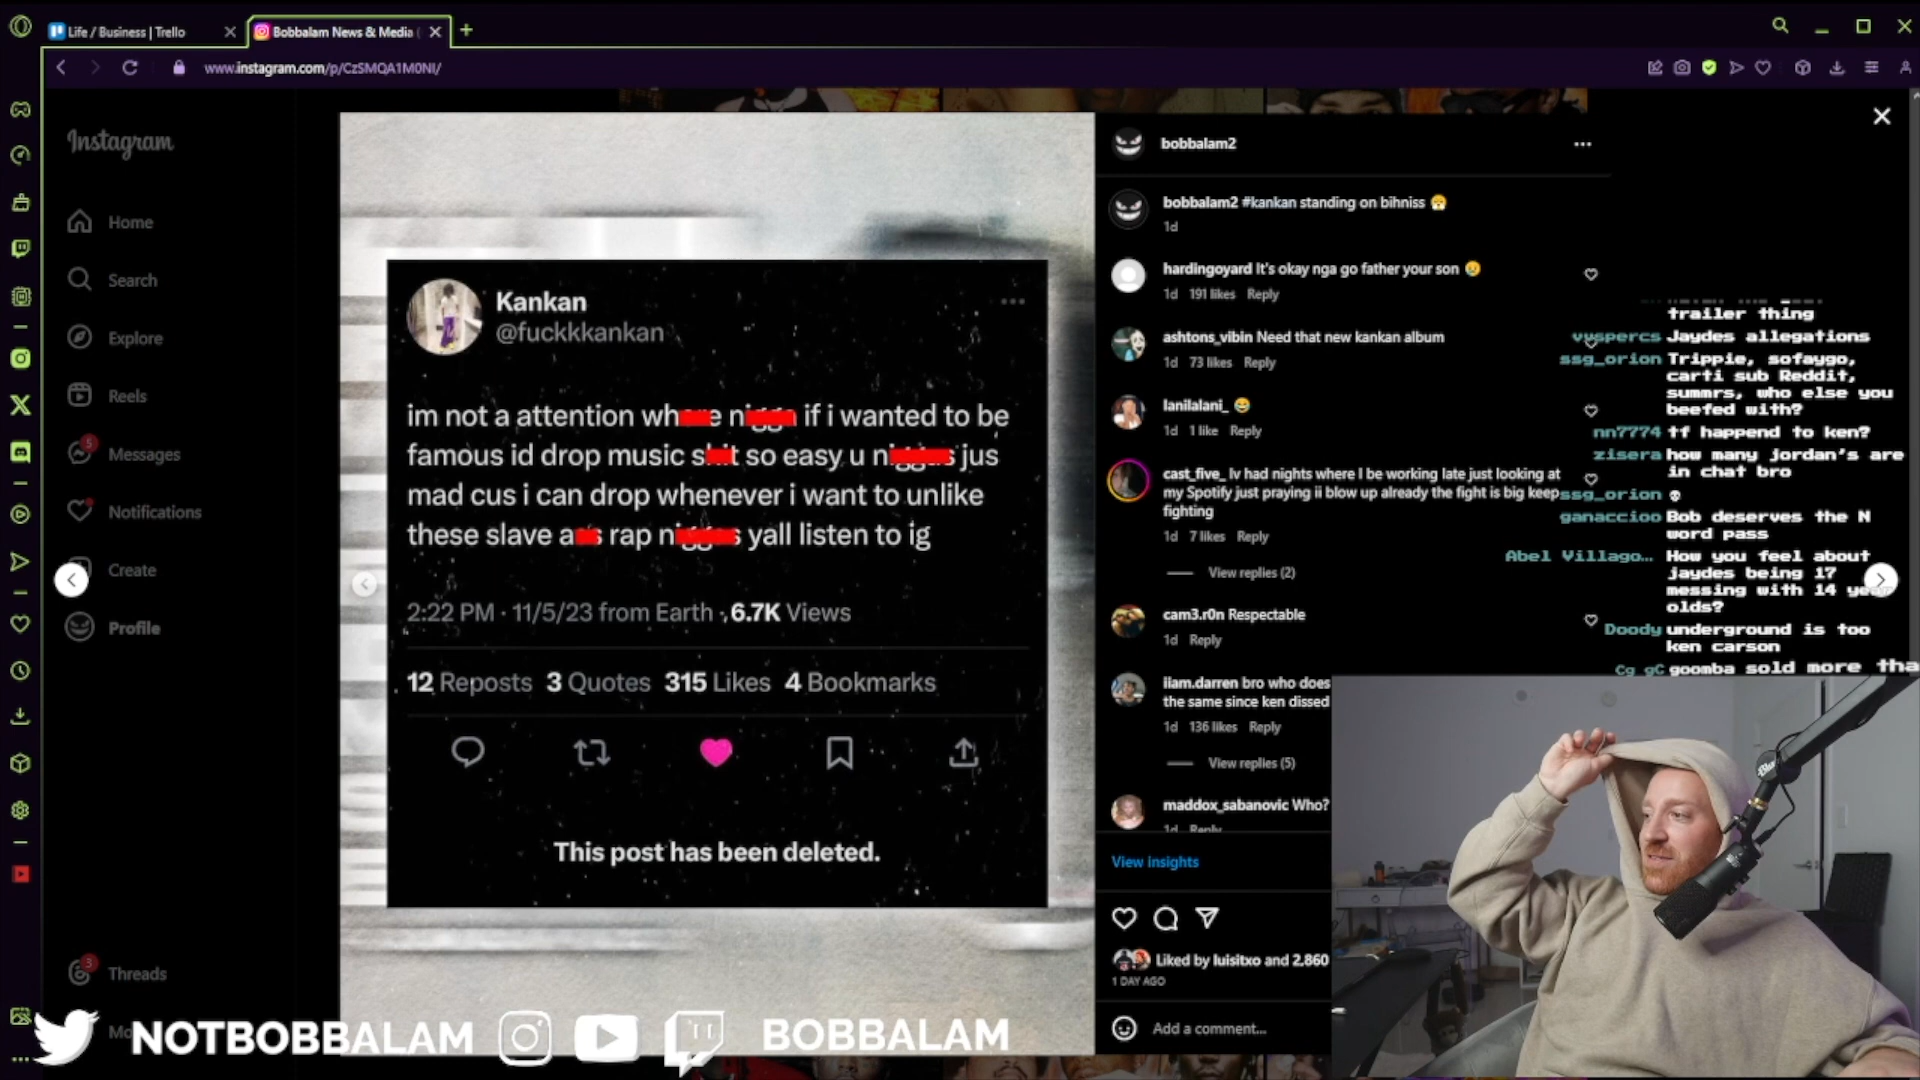 Life / Business | Trello
Bobbalam News & Media (
www.instagram.com/p/CzSMQA1M0NI/
Instagram
Home
Search
Explore
Reels
5
Messages
Notifications
Create
Profile
3
Threads
Kankan
@fuckkkankan
im not a attention wh e n if i wanted to be
famous id drop music s t so easy u n s jus
mad cus i can drop whenever i want to unlike
these slave a s rap n s yall listen to ig
2:22 PM · 11/5/23 from Earth · 6.7K Views
12 Reposts 3 Quotes 315 Likes 4 Bookmarks
This post has been deleted.
bobbalam2
bobbalam2 #kankan standing on bihniss 😤
1d
hardingoyard It's okay nga go father your son 😢
1d 191 likes Reply
ashtons_vibin Need that new kankan album
1d 73 likes Reply
lanilalani_ 😂
1d 1 like Reply
cast_five_ Iv had nights where I be working late just looking at
my Spotify just praying ii blow up already the fight is big keep
fighting
1d 7 likes Reply
View replies (2)
cam3.r0n Respectable
1d Reply
iiam.darren bro who does
the same since ken dissed
1d 136 likes Reply
View replies (5)
maddox_sabanovic Who?
1d Reply
View insights
Liked by luisitxo and 2,860
1 DAY AGO
Add a comment...
trailer thing
vyspercs Jaydes allegations
ssg_orion Trippie, sofaygo,
carti sub Reddit,
summrs, who else you
beefed with?
nn7774 tf happend to ken?
zisera how many jordan's are
in chat bro
ssg_orion 💀
ganaccioo Bob deserves the N
word pass
Abel Villago... How you feel about
jaydes being 17
messing with 14 year
olds?
Doody underground is too
ken carson
Cg gC goomba sold more tha
NOTBOBBALAM
BOBBALAM